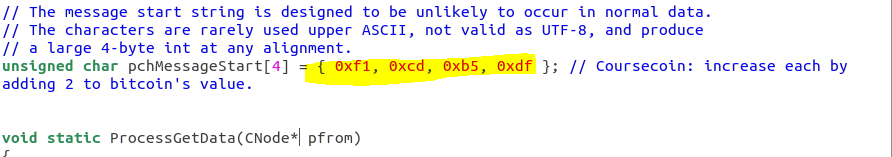 // The message start string is designed to be unlikely to occur in normal data.
// The characters are rarely used upper ASCII, not valid as UTF-8, and produce
// a large 4-byte int at any alignment.
unsigned char pchMessageStart[4] = { 0xf1, 0xcd, 0xb5, 0xdf }; // Coursecoin: increase each by
adding 2 to bitcoin's value.
void static ProcessGetData(CNode* pfrom)
{